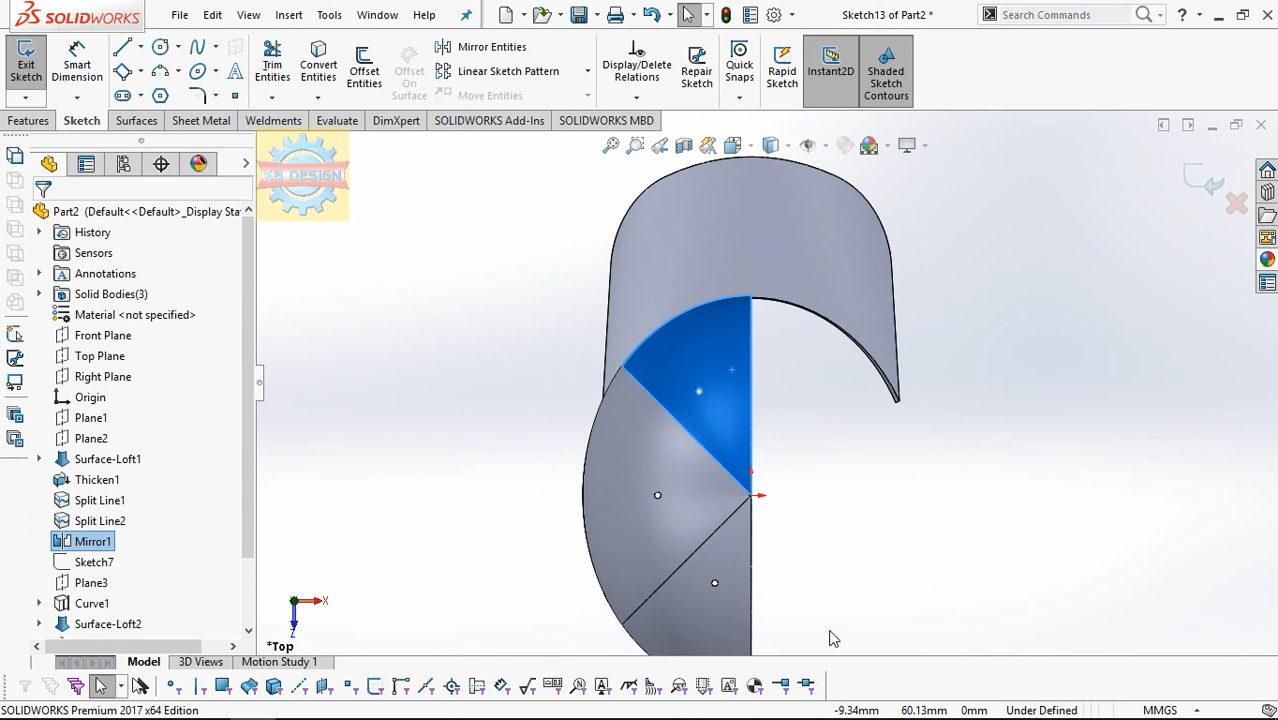 SOLIDWORKS
File
Edit
View
Insert
Tools
Window
Help
Sketch13 of Part2 *
Search Commands
?
Exit Sketch
Smart Dimension
Trim Entities
Convert Entities
Offset Entities
Offset On Surface
Mirror Entities
Linear Sketch Pattern
Move Entities
Display/Delete Relations
Repair Sketch
Quick Snaps
Rapid Sketch
Instant2D
Shaded Sketch Contours
Features
Sketch
Surfaces
Sheet Metal
Weldments
Evaluate
DimXpert
SOLIDWORKS Add-Ins
SOLIDWORKS MBD
Part2 (Default<<Default>_Display Sta
History
Sensors
Annotations
Solid Bodies(3)
Material <not specified>
Front Plane
Top Plane
Right Plane
Origin
Plane1
Plane2
Surface-Loft1
Thicken1
Split Line1
Split Line2
Mirror1
Sketch7
Plane3
Curve1
Surface-Loft2
X
Z
*Top
Model
3D Views
Motion Study 1
SOLIDWORKS Premium 2017 x64 Edition
-9.34mm
60.13mm
0mm
Under Defined
MMGS